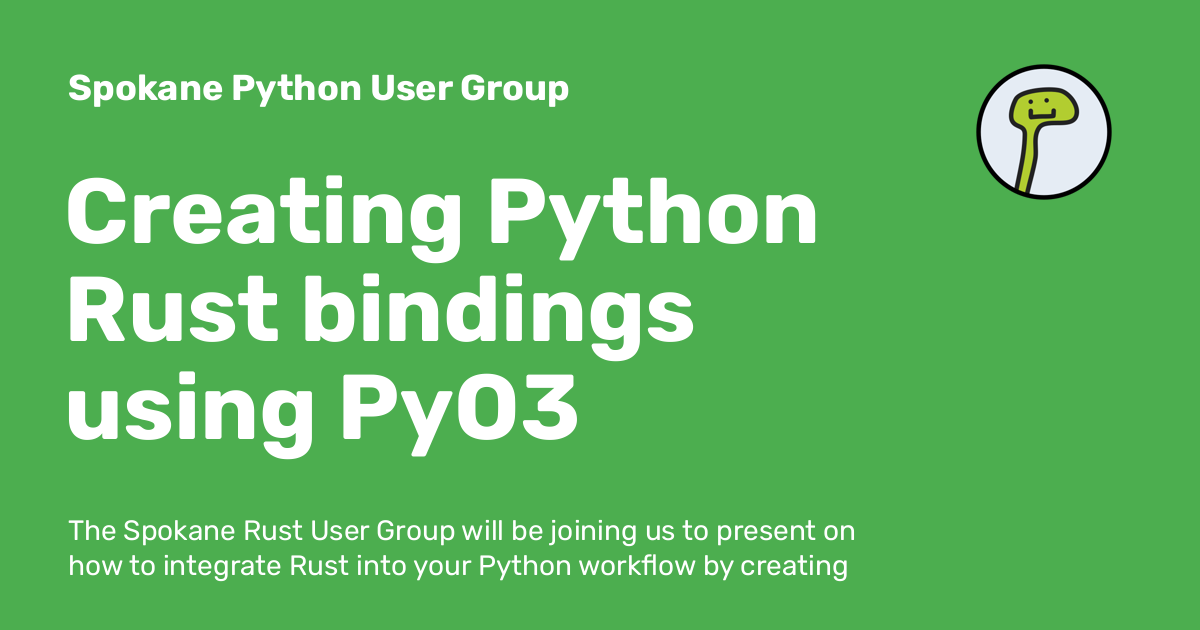 Spokane Python User Group
Creating Python
Rust bindings
using PyO3
The Spokane Rust User Group will be joining us to present on
how to integrate Rust into your Python workflow by creating